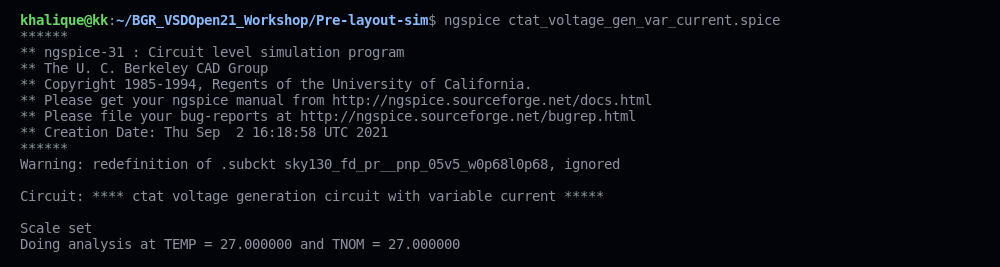 khalique@kk:~/BGR_VSDOpen21_Workshop/Pre-layout-sim$ ngspice ctat_voltage_gen_var_current.spice
******
** ngspice-31 : Circuit level simulation program
** The U. C. Berkeley CAD Group
** Copyright 1985-1994, Regents of the University of California.
** Please get your ngspice manual from http://ngspice.sourceforge.net/docs.html
** Please file your bug-reports at http://ngspice.sourceforge.net/bugrep.html
** Creation Date: Thu Sep  2 16:18:58 UTC 2021
******
Warning: redefinition of .subckt sky130_fd_pr__pnp_05v5_w0p68l0p68, ignored
Circuit: **** ctat voltage generation circuit with variable current *****
Scale set
Doing analysis at TEMP = 27.000000 and TNOM = 27.000000